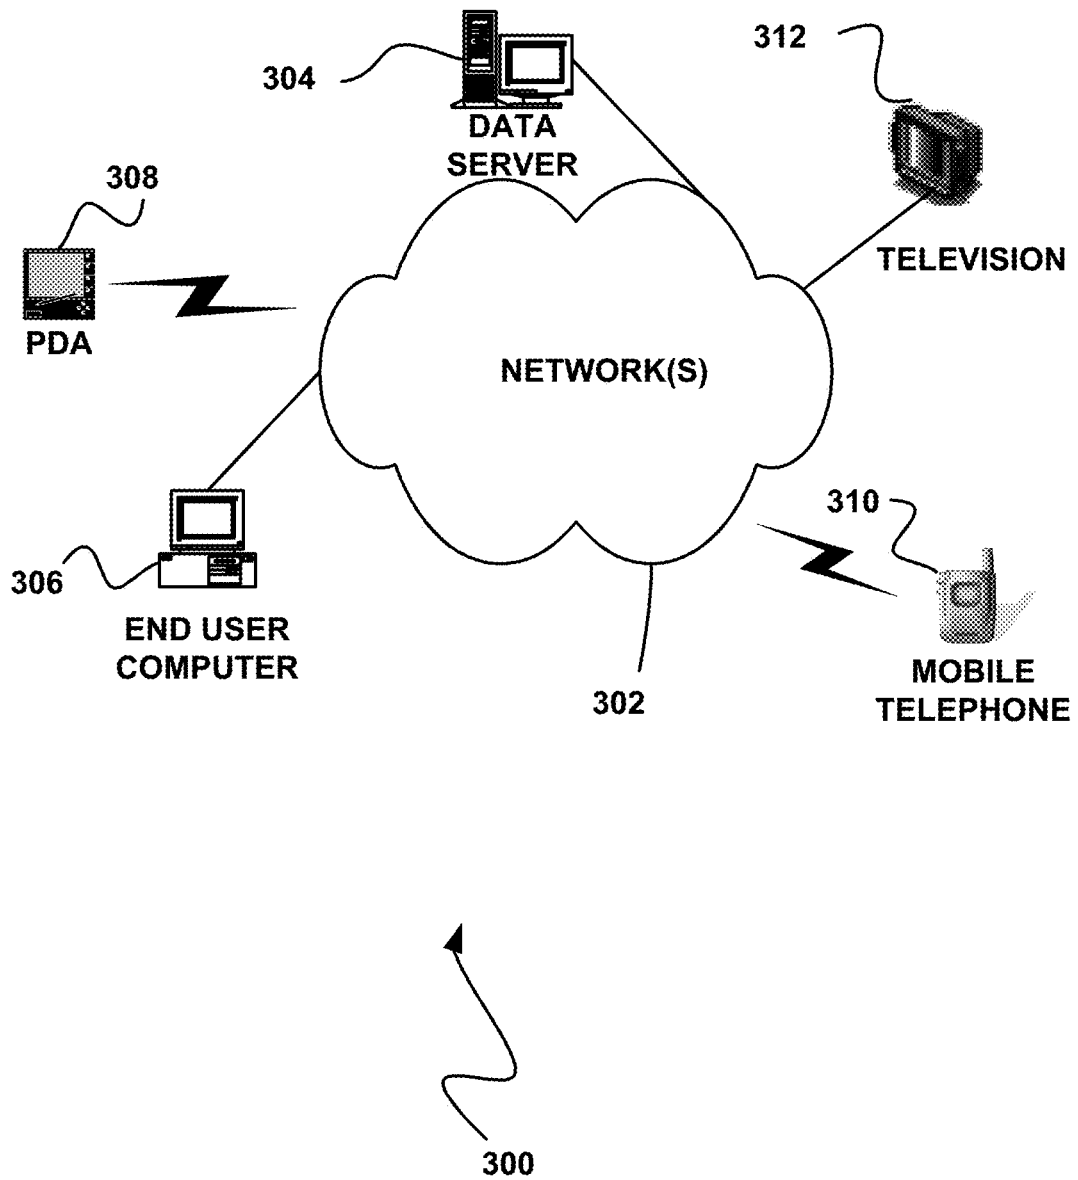 312
304
DATA
SERVER
308
TELEVISION
PDA
NETWORK(S)
310
306
END USER
COMPUTER
302
MOBILE
TELEPHONE
300